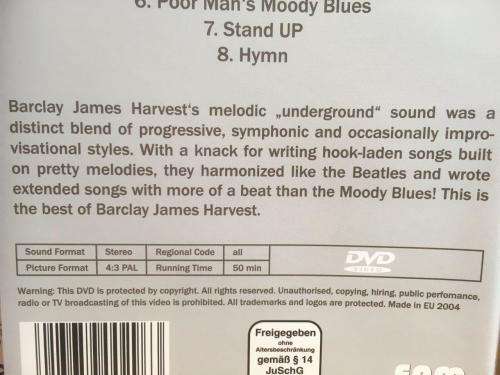 6. Poor Man's Moody Blues
7. Stand UP
8. Hymn
Barclay James Harvest's melodic „underground“ sound was a
distinct blend of progressive, symphonic and occasionally impro-
visational styles. With a knack for writing hook-laden songs built
on pretty melodies, they harmonized like the Beatles and wrote
extended songs with more of a beat than the Moody Blues! This is
the best of Barclay James Harvest.
Sound Format Stereo Regional Code all
Picture Format 4:3 PAL Running Time 50 min
DVD
VIDEO
Warning: This DVD is protected by copyright. All rights reserved. Unauthorised, copying, hiring, public perfomance,
radio or TV broadcasting of this video is prohibited. All trademarks and logos are protected. Made in EU 2004
Freigegeben
ohne
Altersbeschränkung
gemäß § 14
JuSchG